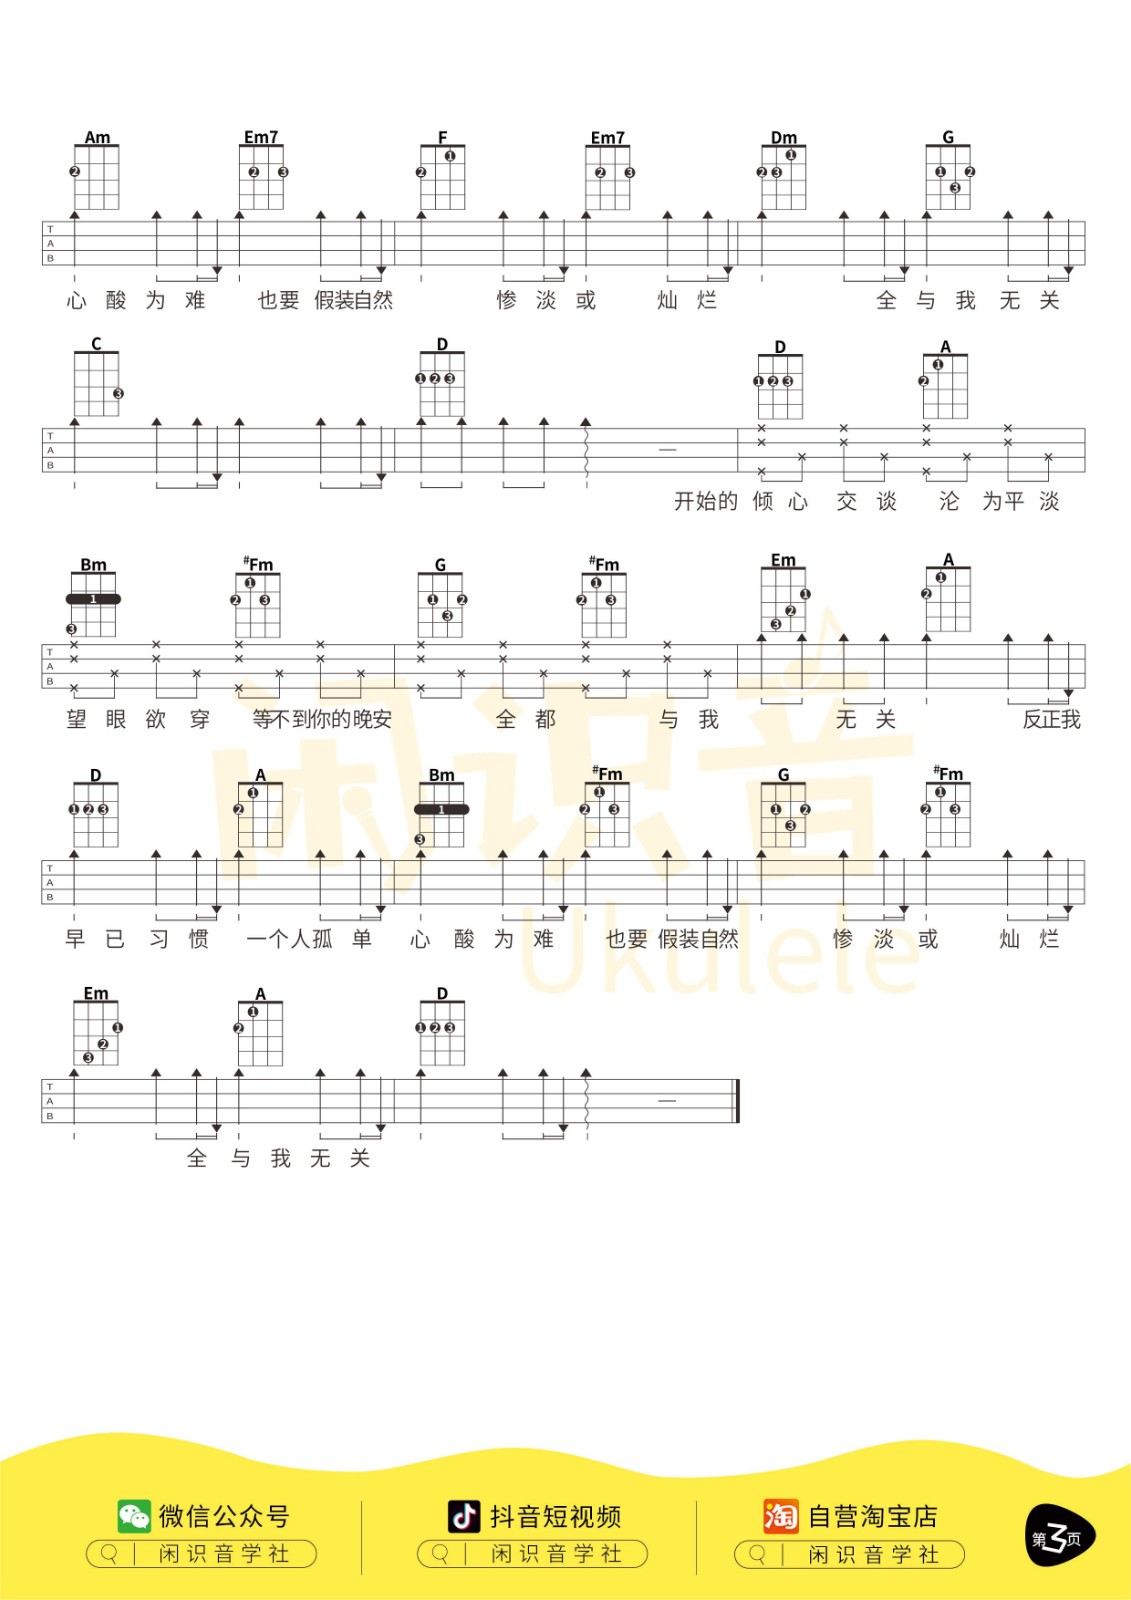 Am Em7 F Em7 Dm G
TAB
心酸为难 也要假装自然 惨淡或 灿烂 全与我无关
C D D A
TAB
开始的倾心交谈 沦为平淡
Bm #Fm G #Fm Em A
TAB
望眼欲穿 等不到你的晚安 全都 与我 无关 反正我
D A Bm #Fm G #Fm
TAB
早已习惯 一个人孤单 心酸为难 也要假装自然 惨淡或 灿烂
Em A D
TAB
全与我无关
闲识音
Ukulele
微信公众号 抖音短视频 淘 自营淘宝店
闲识音学社 闲识音学社 闲识音学社
第3页